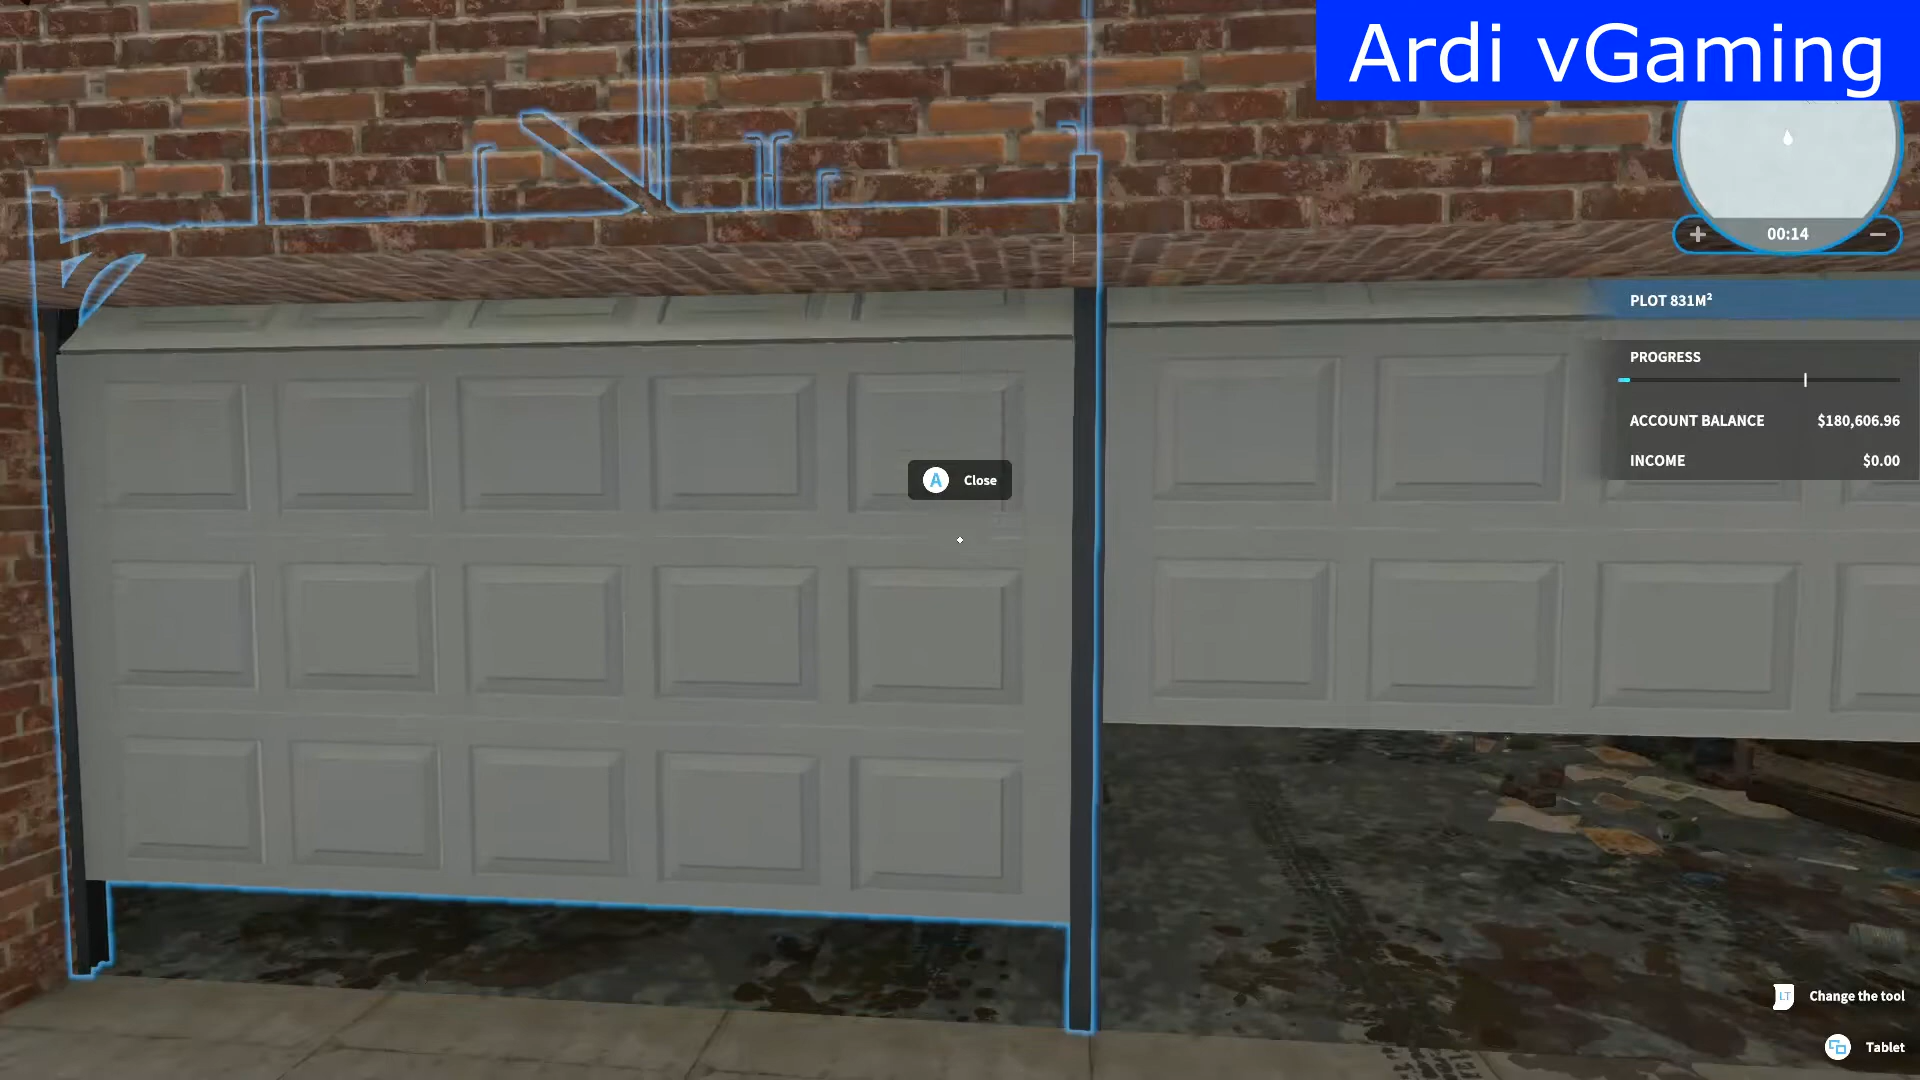 Ardi vGaming
00:14
PLOT 831M²
PROGRESS
ACCOUNT BALANCE $180,606.96
INCOME $0.00
A Close
LT Change the tool
Tablet